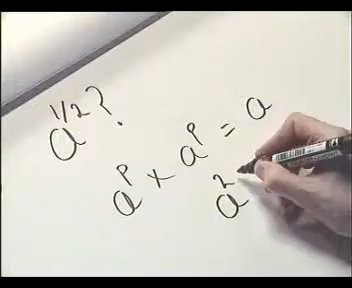 a^{1/2}?
a^p × a^p = a
a^2